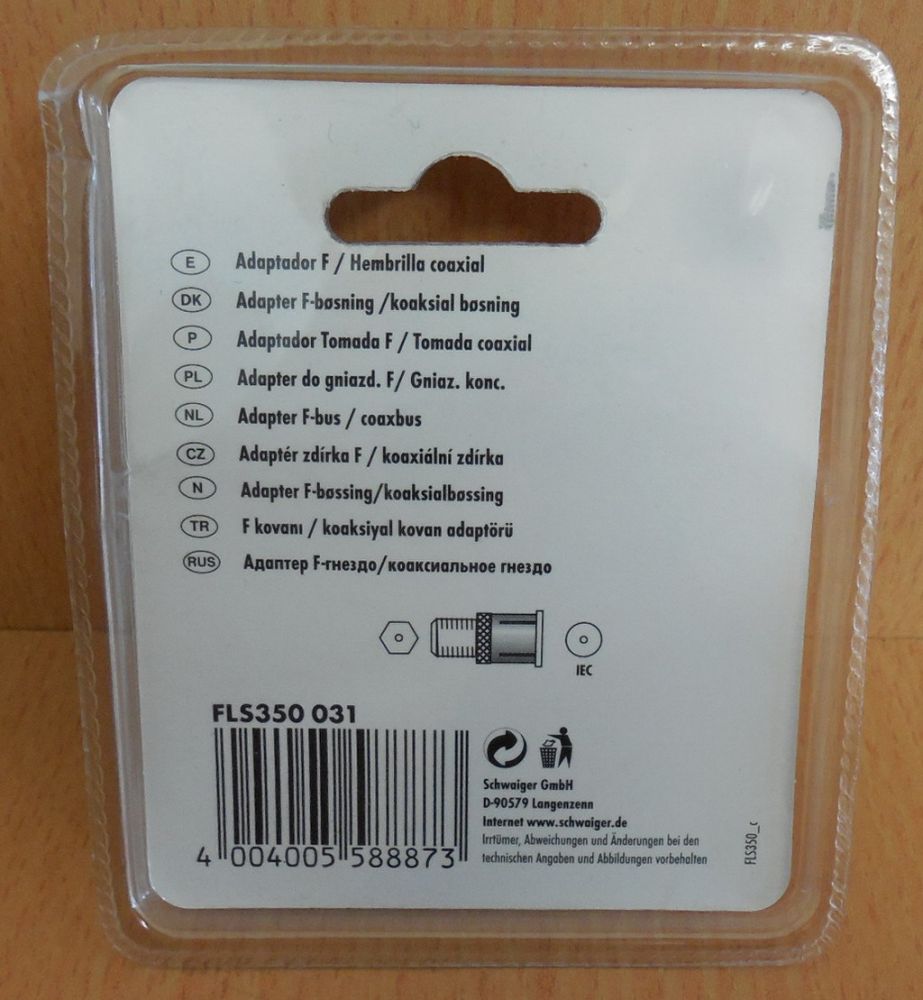 E Adaptador F / Hembrilla coaxial
DK Adapter F-bøsning /koaksial bøsning
P Adaptador Tomada F / Tomada coaxial
PL Adapter do gniazd. F/ Gniaz. konc.
NL Adapter F-bus / coaxbus
CZ Adaptér zdírka F / koaxiální zdírka
N Adapter F-bøssing/koaksialbøssing
TR F kovanı / koaksiyal kovan adaptörü
RUS Адаптер F-гнездо/коаксиальное гнездо
IEC
FLS350 031
4 004005 588873
Schwaiger GmbH
D-90579 Langenzenn
Internet www.schwaiger.de
Irrtümer, Abweichungen und Änderungen bei den
technischen Angaben und Abbildungen vorbehalten
FLS350_c